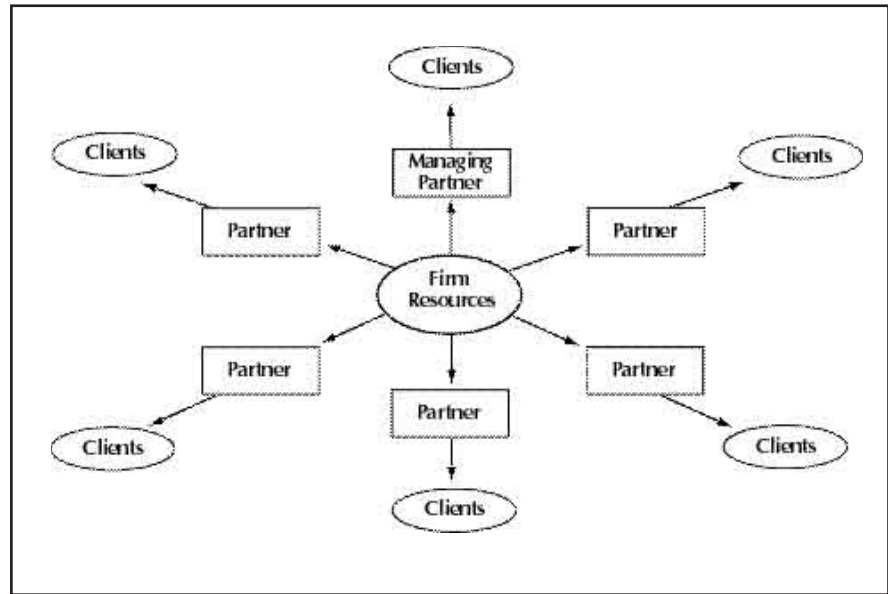 Clients
Clients
Clients
Managing
Partner
Partner
Partner
Firm
Resources
Partner
Partner
Partner
Clients
Clients
Clients